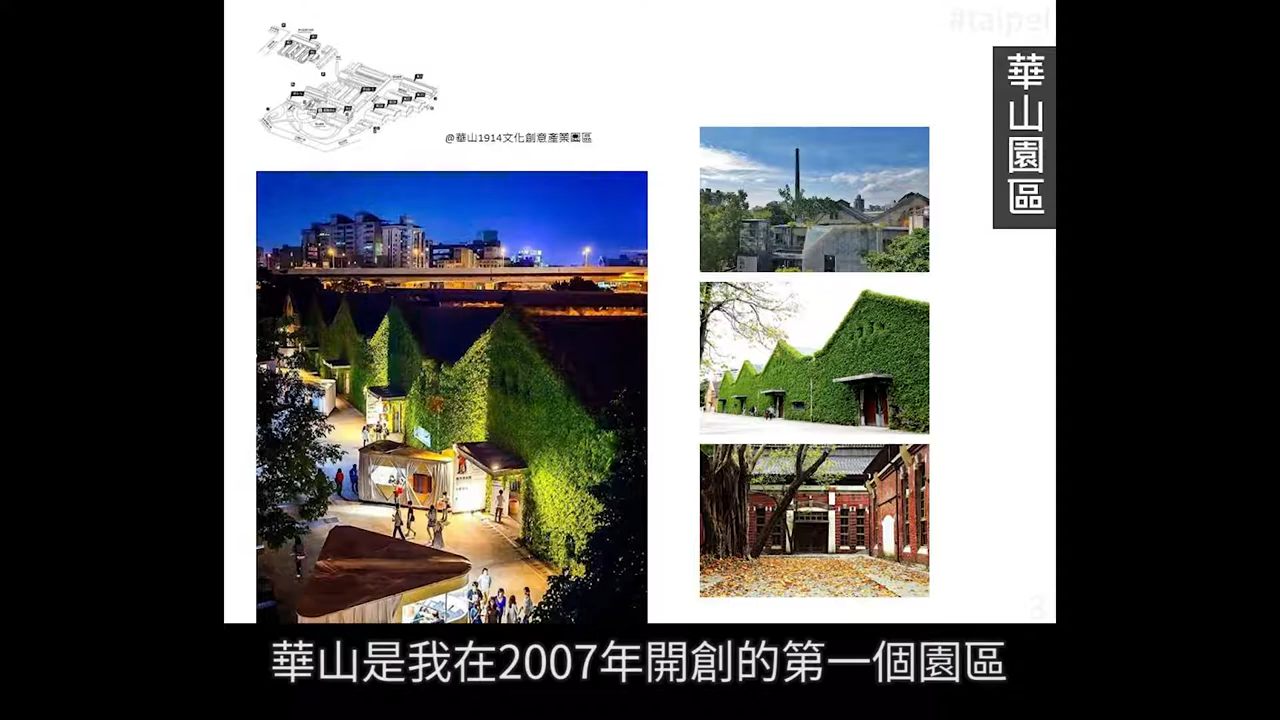 #taipei
華山園區
@華山1914文化創意產業園區
3
華山是我在2007年開創的第一個園區